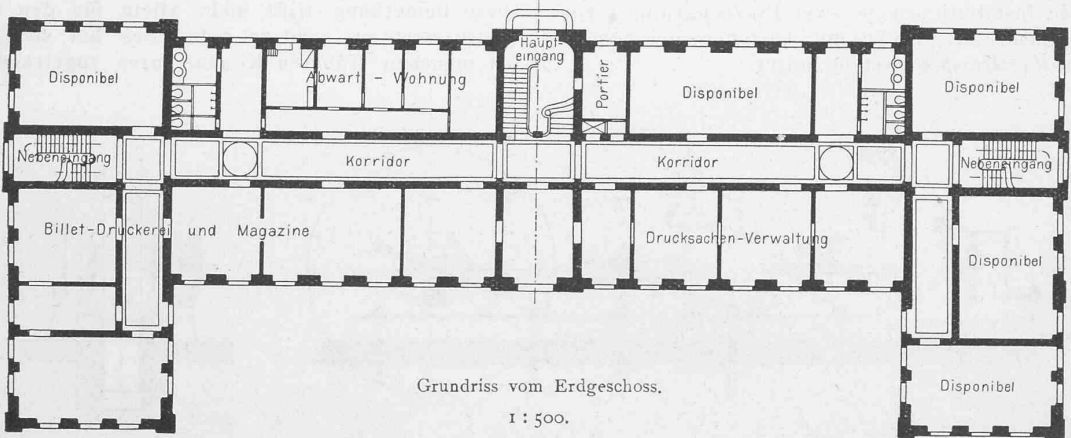 Disponibel
Abwart - Wohnung
Haupt-
eingang
Portier
Disponibel
Disponibel
Nebeneingang
Korridor
Korridor
Nebeneingang
Billet-Druckerei und Magazine
Drucksachen-Verwaltung
Disponibel
Disponibel
Grundriss vom Erdgeschoss.
1 : 500.